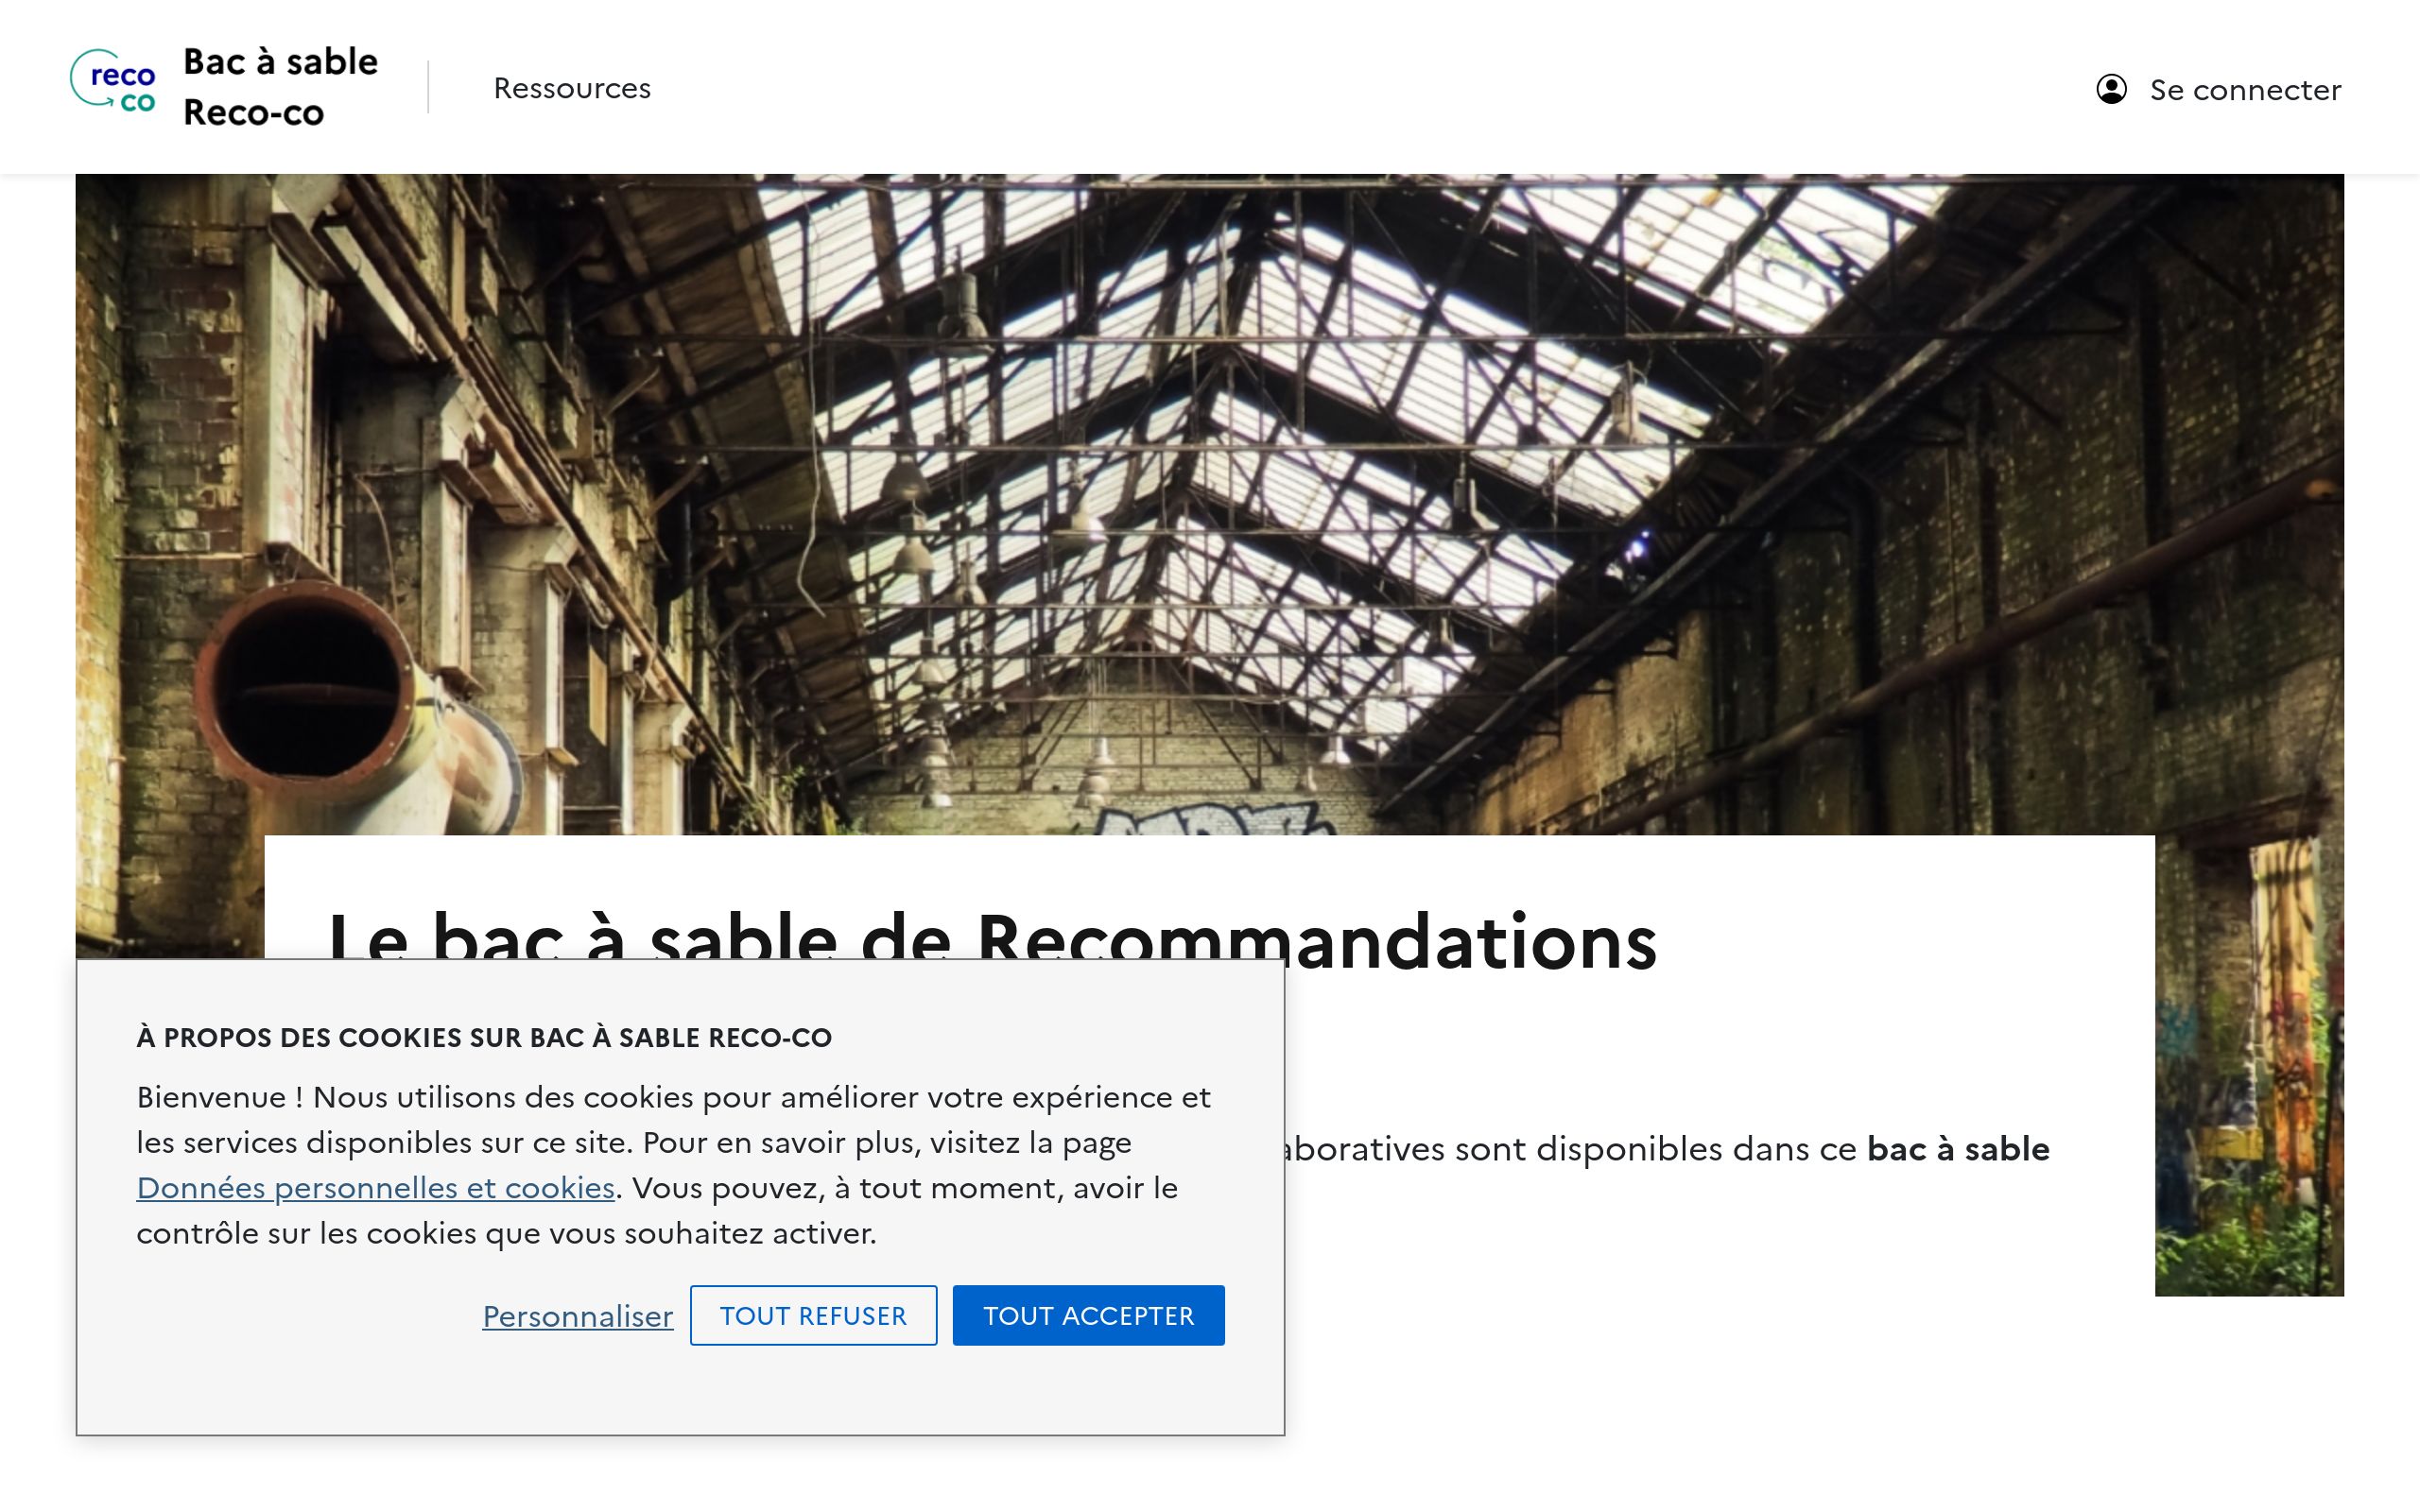 reco
co
Bac à sable
Reco-co
Ressources
Se connecter
Le bac à sable de Recommandations
À PROPOS DES COOKIES SUR BAC À SABLE RECO-CO
Bienvenue ! Nous utilisons des cookies pour améliorer votre expérience et
les services disponibles sur ce site. Pour en savoir plus, visitez la page
Données personnelles et cookies. Vous pouvez, à tout moment, avoir le
contrôle sur les cookies que vous souhaitez activer.
Personnaliser
TOUT REFUSER
TOUT ACCEPTER
sont disponibles dans ce bac à sable